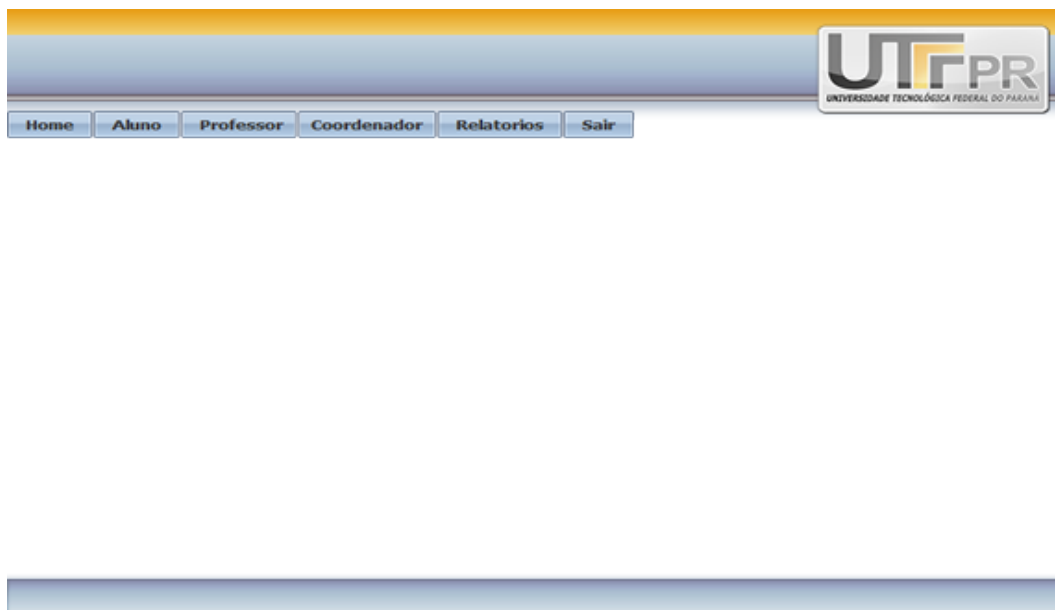 UTFPR
UNIVERSIDADE TECNOLÓGICA FEDERAL DO PARANÁ
Home Aluno Professor Coordenador Relatorios Sair